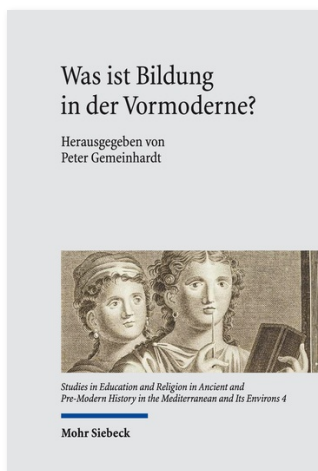 Was ist Bildung
in der Vormoderne?
Herausgegeben von
Peter Gemeinhardt
Studies in Education and Religion in Ancient and
Pre-Modern History in the Mediterranean and Its Environs 4
Mohr Siebeck